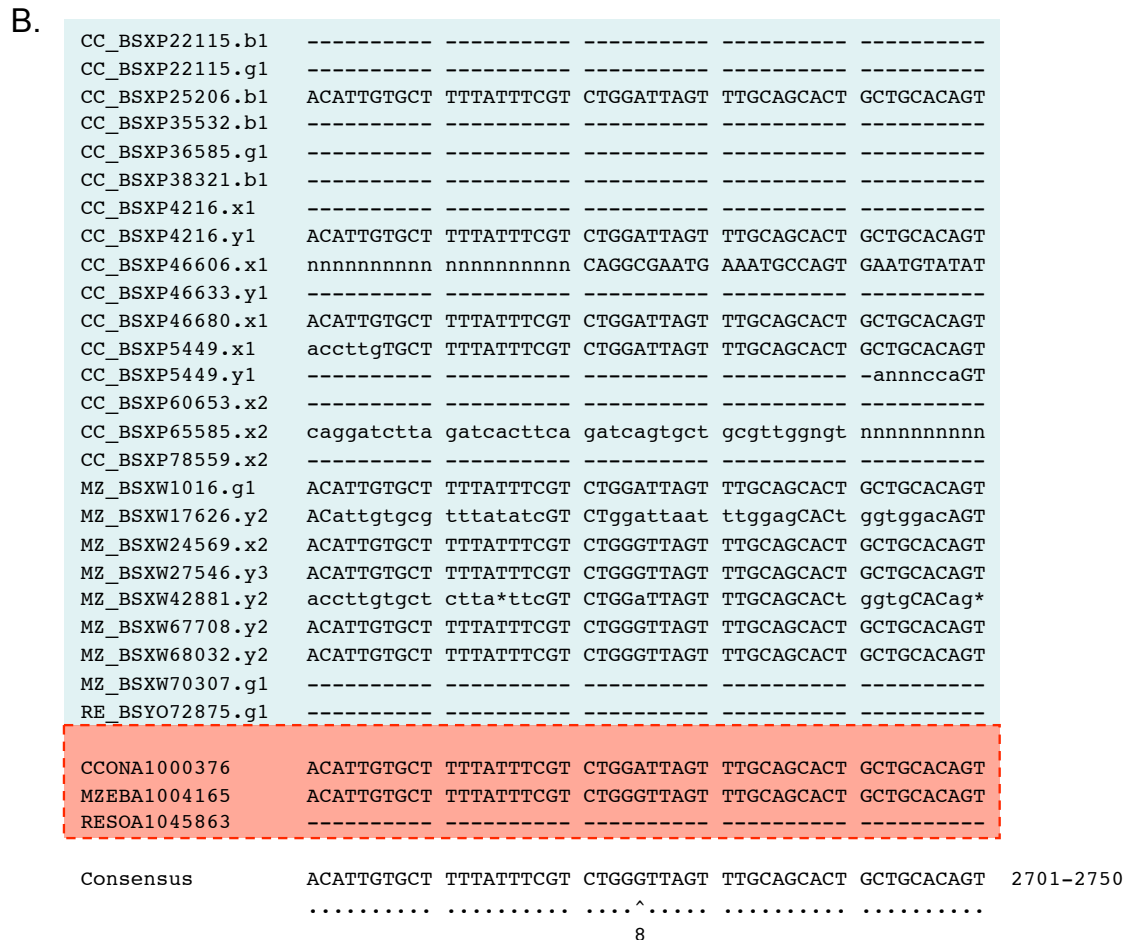 B.
CC_BSXP22115.b1 ---------- ---------- ---------- ---------- ----------
CC_BSXP22115.g1 ---------- ---------- ---------- ---------- ----------
CC_BSXP25206.b1 ACATTGTGCT TTTATTTCGT CTGGATTAGT TTGCAGCACT GCTGCACAGT
CC_BSXP35532.b1 ---------- ---------- ---------- ---------- ----------
CC_BSXP36585.g1 ---------- ---------- ---------- ---------- ----------
CC_BSXP38321.b1 ---------- ---------- ---------- ---------- ----------
CC_BSXP4216.x1 ---------- ---------- ---------- ---------- ----------
CC_BSXP4216.y1 ACATTGTGCT TTTATTTCGT CTGGATTAGT TTGCAGCACT GCTGCACAGT
CC_BSXP46606.x1 nnnnnnnnnn nnnnnnnnnn CAGGCGAATG AAATGCCAGT GAATGTATAT
CC_BSXP46633.y1 ---------- ---------- ---------- ---------- ----------
CC_BSXP46680.x1 ACATTGTGCT TTTATTTCGT CTGGATTAGT TTGCAGCACT GCTGCACAGT
CC_BSXP5449.x1 accttgTGCT TTTATTTCGT CTGGATTAGT TTGCAGCACT GCTGCACAGT
CC_BSXP5449.y1 ---------- ---------- ---------- ---------- -annnccaGT
CC_BSXP60653.x2 ---------- ---------- ---------- ---------- ----------
CC_BSXP65585.x2 caggatctta gatcacttca gatcagtgct gcgttggngt nnnnnnnnnn
CC_BSXP78559.x2 ---------- ---------- ---------- ---------- ----------
MZ_BSXW1016.g1 ACATTGTGCT TTTATTTCGT CTGGATTAGT TTGCAGCACT GCTGCACAGT
MZ_BSXW17626.y2 ACattgtgcg tttatatcGT CTggattaat ttggagCACt ggtggacAGT
MZ_BSXW24569.x2 ACATTGTGCT TTTATTTCGT CTGGGTTAGT TTGCAGCACT GCTGCACAGT
MZ_BSXW27546.y3 ACATTGTGCT TTTATTTCGT CTGGGTTAGT TTGCAGCACT GCTGCACAGT
MZ_BSXW42881.y2 accttgtgct ctta*ttcGT CTGGaTTAGT TTGCAGCACt ggtgCACag*
MZ_BSXW67708.y2 ACATTGTGCT TTTATTTCGT CTGGGTTAGT TTGCAGCACT GCTGCACAGT
MZ_BSXW68032.y2 ACATTGTGCT TTTATTTCGT CTGGGTTAGT TTGCAGCACT GCTGCACAGT
MZ_BSXW70307.g1 ---------- ---------- ---------- ---------- ----------
RE_BSYO72875.g1 ---------- ---------- ---------- ---------- ----------
CCONA1000376 ACATTGTGCT TTTATTTCGT CTGGATTAGT TTGCAGCACT GCTGCACAGT
MZEBA1004165 ACATTGTGCT TTTATTTCGT CTGGGTTAGT TTGCAGCACT GCTGCACAGT
RESOA1045863 ---------- ---------- ---------- ---------- ----------
Consensus ACATTGTGCT TTTATTTCGT CTGGGTTAGT TTGCAGCACT GCTGCACAGT 2701-2750
.......... .......... ....^..... .......... ..........
8